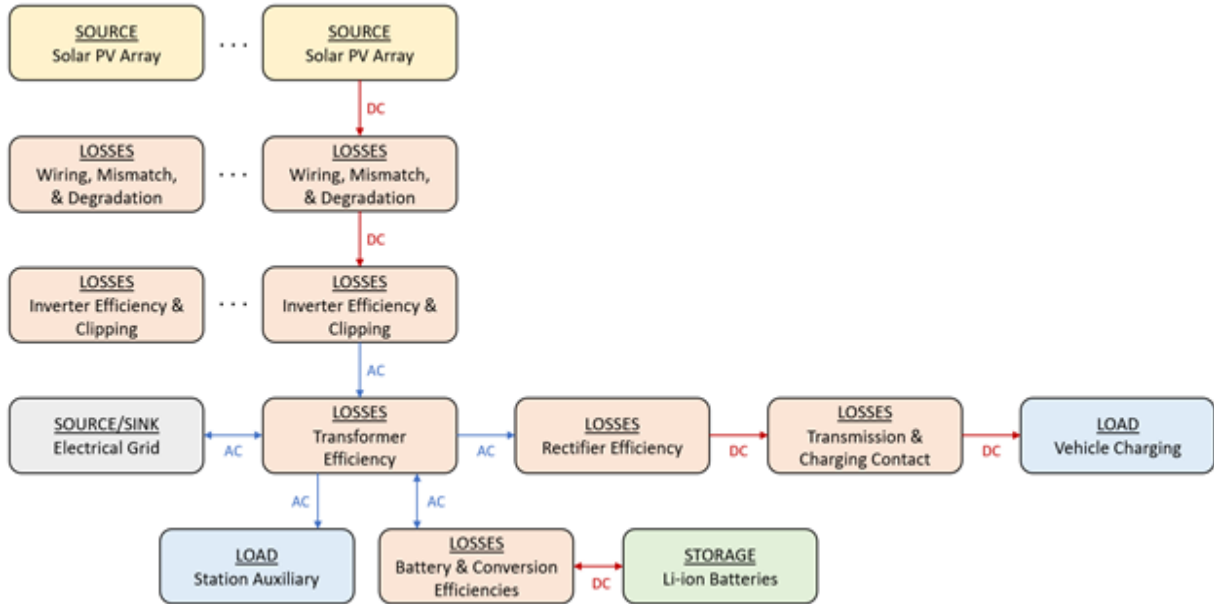 SOURCE
Solar PV Array
. . .
SOURCE
Solar PV Array
DC
LOSSES
Wiring, Mismatch,
& Degradation
. . .
LOSSES
Wiring, Mismatch,
& Degradation
DC
LOSSES
Inverter Efficiency &
Clipping
. . .
LOSSES
Inverter Efficiency &
Clipping
AC
SOURCE/SINK
Electrical Grid
AC
LOSSES
Transformer
Efficiency
AC
LOSSES
Rectifier Efficiency
DC
LOSSES
Transmission &
Charging Contact
DC
LOAD
Vehicle Charging
AC
AC
LOAD
Station Auxiliary
LOSSES
Battery & Conversion
Efficiencies
DC
STORAGE
Li-ion Batteries